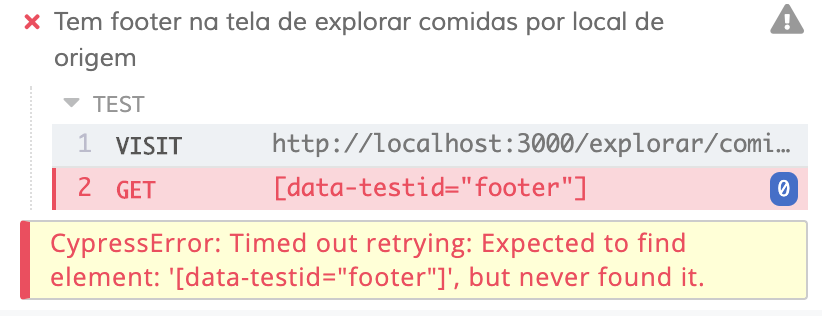 × Tem footer na tela de explorar comidas por local de
origem
TEST
1 VISIT http://localhost:3000/explorar/comi…
2 GET [data-testid="footer"] 0
CypressError: Timed out retrying: Expected to find
element: '[data-testid="footer"]', but never found it.